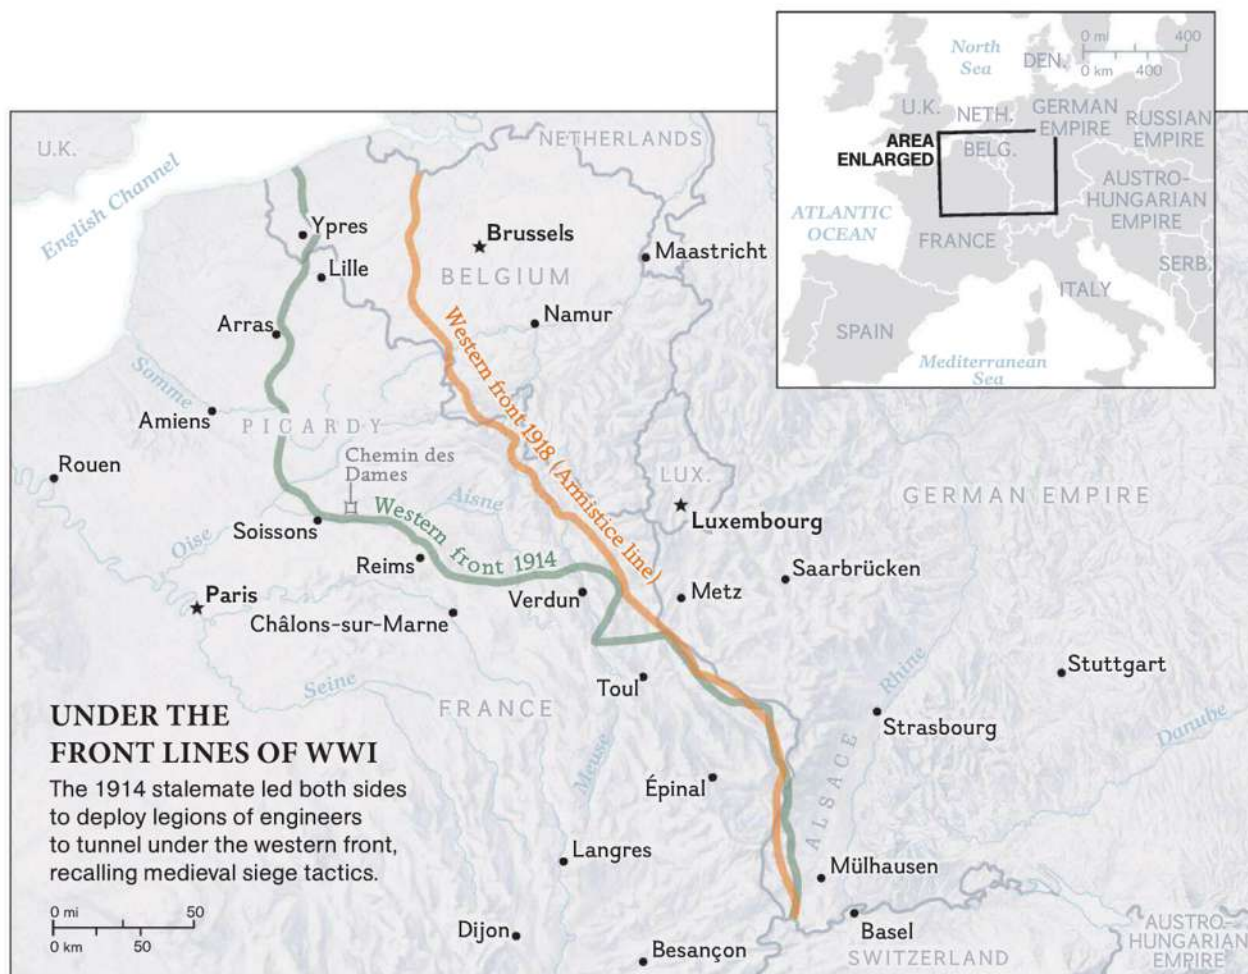 0 mi 400
0 km 400
North
Sea
DEN.
U.K.
NETH.
GERMAN
EMPIRE
RUSSIAN
EMPIRE
AREA
ENLARGED
BELG.
AUSTRO-
HUNGARIAN
EMPIRE
ATLANTIC
OCEAN
FRANCE
SERB.
ITALY
SPAIN
Mediterranean
Sea
U.K.
NETHERLANDS
English Channel
Ypres
Brussels
Maastricht
Lille
BELGIUM
Namur
Arras
Western front 1918 (Armistice line)
Somme
Amiens
PICARDY
Rouen
Chemin des
Dames
LUX.
Aisne
GERMAN EMPIRE
Soissons
Western front 1914
Luxembourg
Oise
Reims
Saarbrücken
Paris
Verdun
Metz
Châlons-sur-Marne
Stuttgart
Toul
Seine
Rhine
FRANCE
Strasbourg
Danube
UNDER THE
FRONT LINES OF WWI
The 1914 stalemate led both sides
to deploy legions of engineers
to tunnel under the western front,
recalling medieval siege tactics.
Meuse
Épinal
ALSACE
Langres
Mülhausen
0 mi 50
0 km 50
Dijon
Besançon
Basel
SWITZERLAND
AUSTRO-
HUNGARIAN
EMPIRE